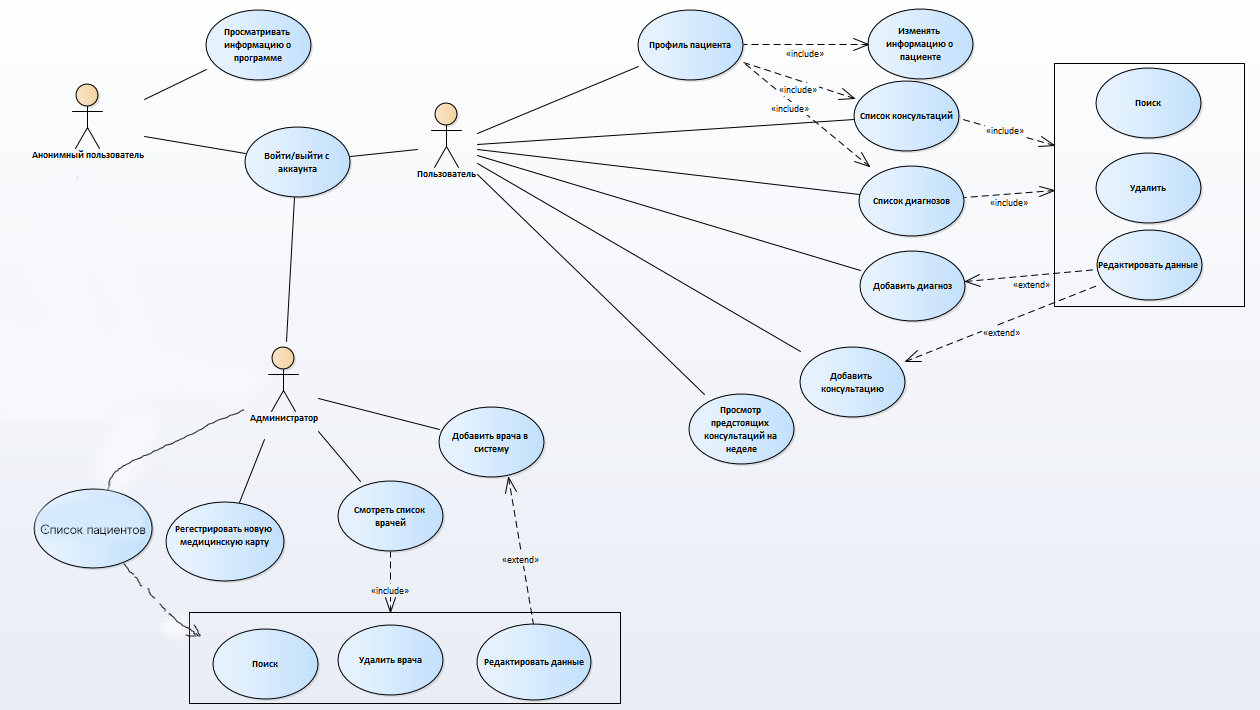 Просматривать
информацию о
программе
Анонимный пользователь
Войти/выйти с
аккаунта
Пользователь
Профиль пациента
«include»
Изменять
информацию о
пациенте
«include»
«include»
Список консультаций
«include»
Список диагнозов
«include»
Поиск
Удалить
Редактировать данные
Добавить диагноз
«extend»
«extend»
Добавить
консультацию
Просмотр
предстоящих
консультаций на
неделе
Администратор
Добавить врача в
систему
Список пациентов
Регестрировать новую
медицинскую карту
Смотреть список
врачей
«include»
«extend»
Поиск
Удалить врача
Редактировать данные